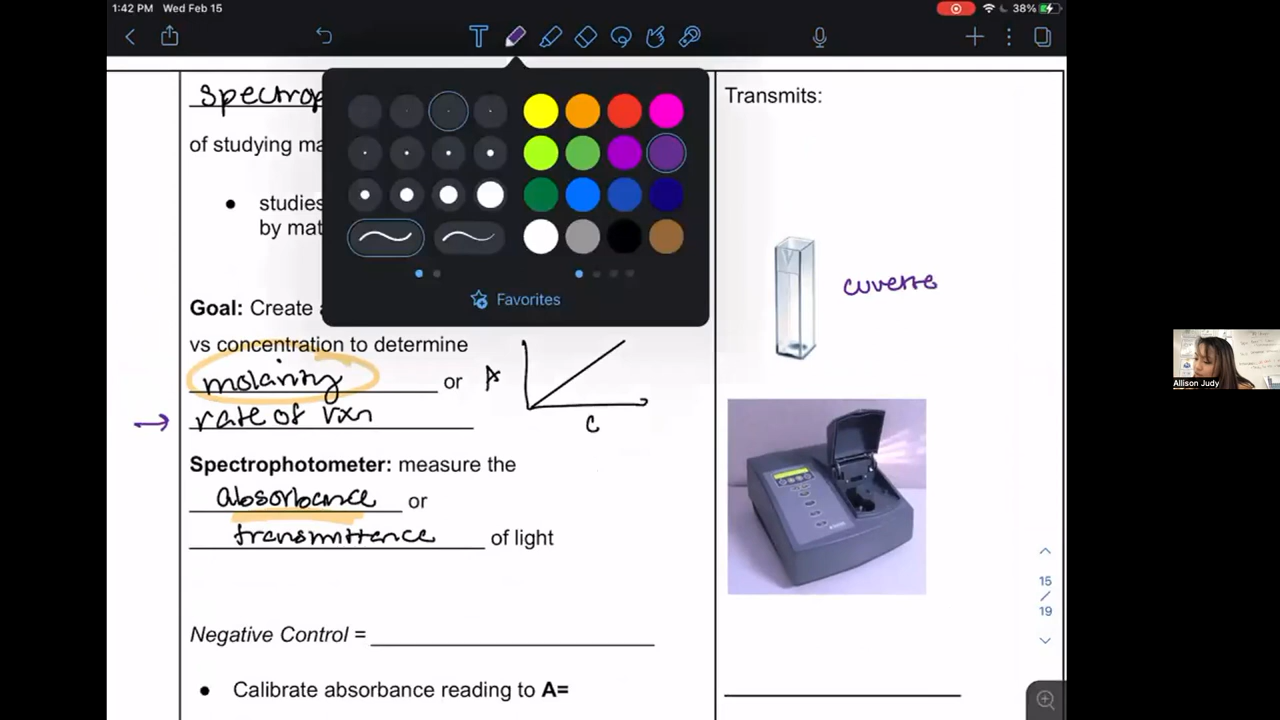 1:42 PM Wed Feb 15
38%
T
Spectrop
of studying ma
studies
by mat
Transmits:
Favorites
cuvette
Goal: Create a
vs concentration to determine
molarity or
rate of rxn
A
C
Spectrophotometer: measure the
absorbance or
transmittence of light
Negative Control =
Calibrate absorbance reading to A=
15
/
19
Allison Judy